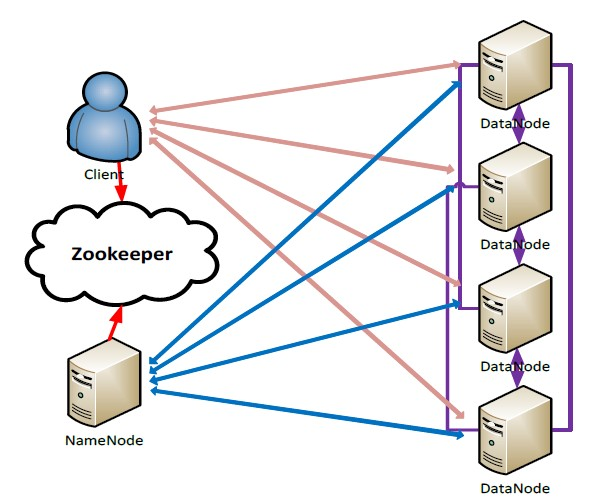 Client
Zookeeper
NameNode
DataNode
DataNode
DataNode
DataNode